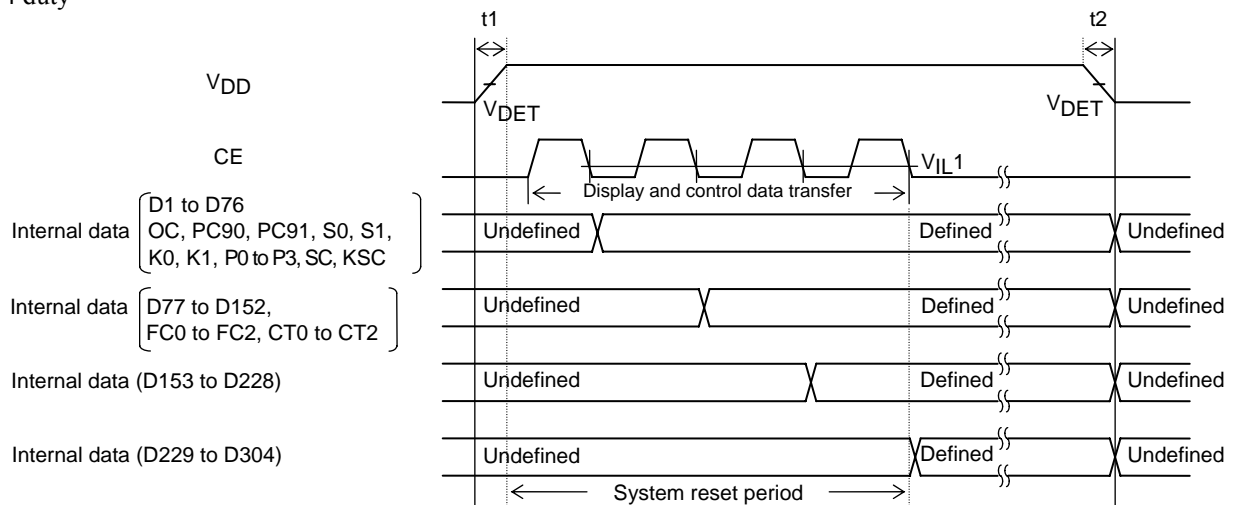 duty
t1 t2
VDD
VDET VDET
CE
VIL1
Display and control data transfer
Internal data D1 to D76
OC, PC90, PC91, S0, S1,
K0, K1, P0 to P3, SC, KSC
Undefined Defined Undefined
Internal data D77 to D152,
FC0 to FC2, CT0 to CT2
Undefined Defined Undefined
Internal data (D153 to D228) Undefined Defined Undefined
Internal data (D229 to D304) Undefined Defined Undefined
System reset period